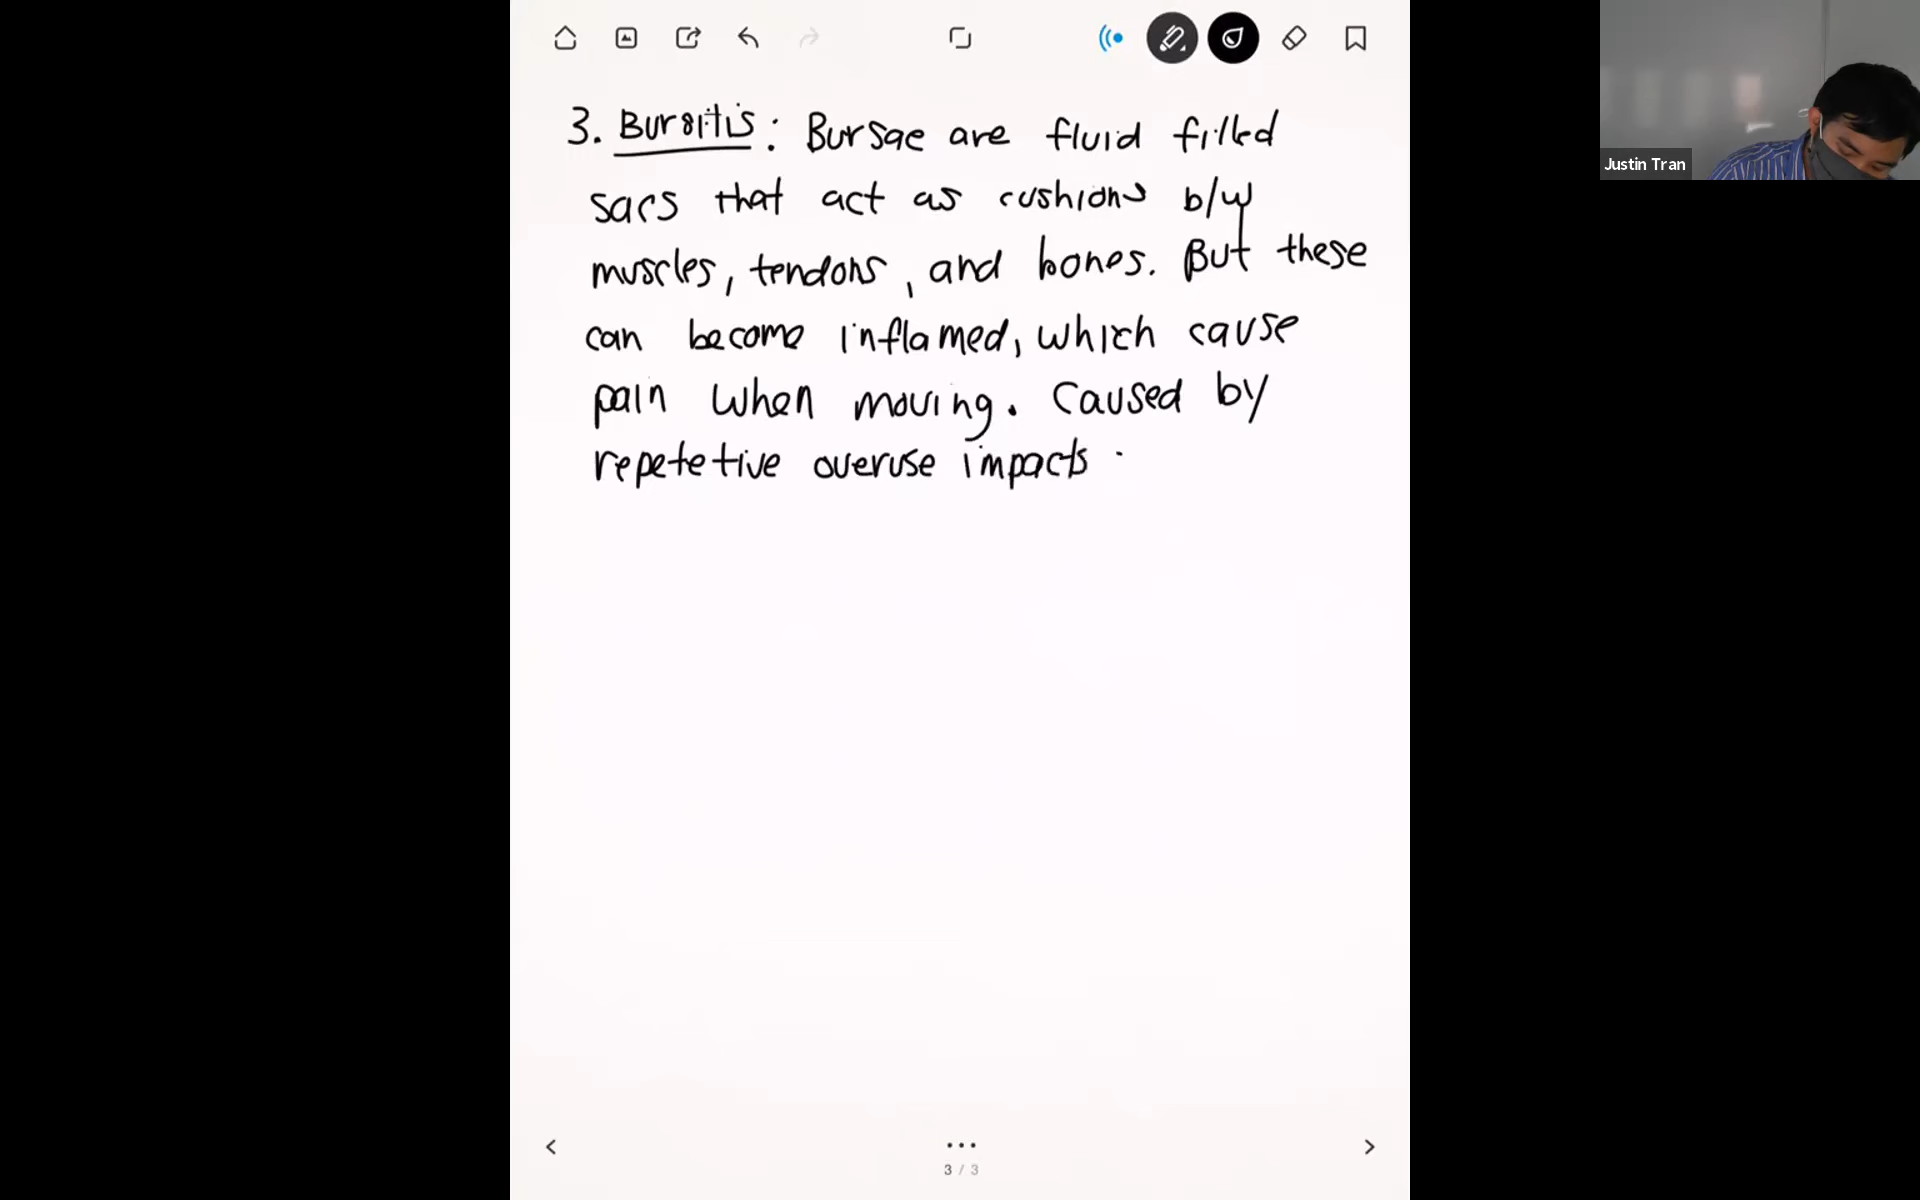 3. Bursitis: Bursae are fluid filled
sacs that act as cushions b/w
muscles, tendons, and bones. But these
can become inflamed, which cause
pain when moving. Caused by
repetetive overuse impacts.
Justin Tran
3 / 3